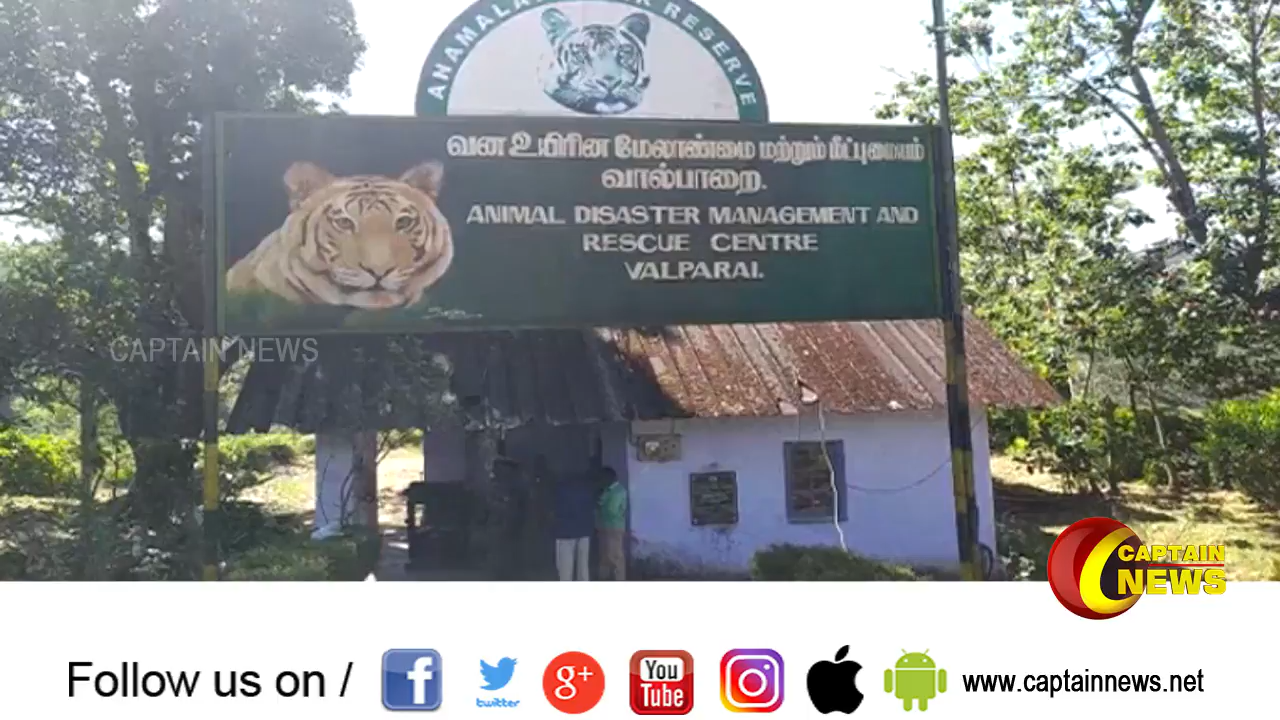 ANAMALAI TIGER RESERVE
வன உயிரின மேலாண்மை மற்றும் மீட்புமையம்
வால்பாறை.
ANIMAL DISASTER MANAGEMENT AND
RESCUE CENTRE
VALPARAI.
CAPTAIN NEWS
CAPTAIN
NEWS
Follow us on /
f
twitter
g+
You
Tube
www.captainnews.net